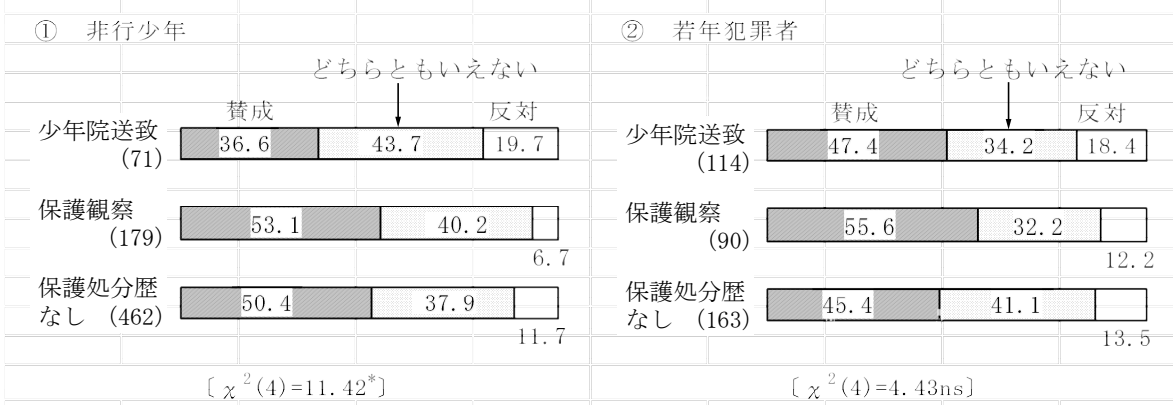 ① 非行少年
どちらともいえない
賛成 反対
少年院送致
(71)
36.6 43.7 19.7
保護観察
(179)
53.1 40.2
6.7
保護処分歴
なし (462)
50.4 37.9
11.7
〔χ²(4)=11.42*〕
② 若年犯罪者
どちらともいえない
賛成 反対
少年院送致
(114)
47.4 34.2 18.4
保護観察
(90)
55.6 32.2
12.2
保護処分歴
なし (163)
45.4 41.1
13.5
〔χ²(4)=4.43ns〕